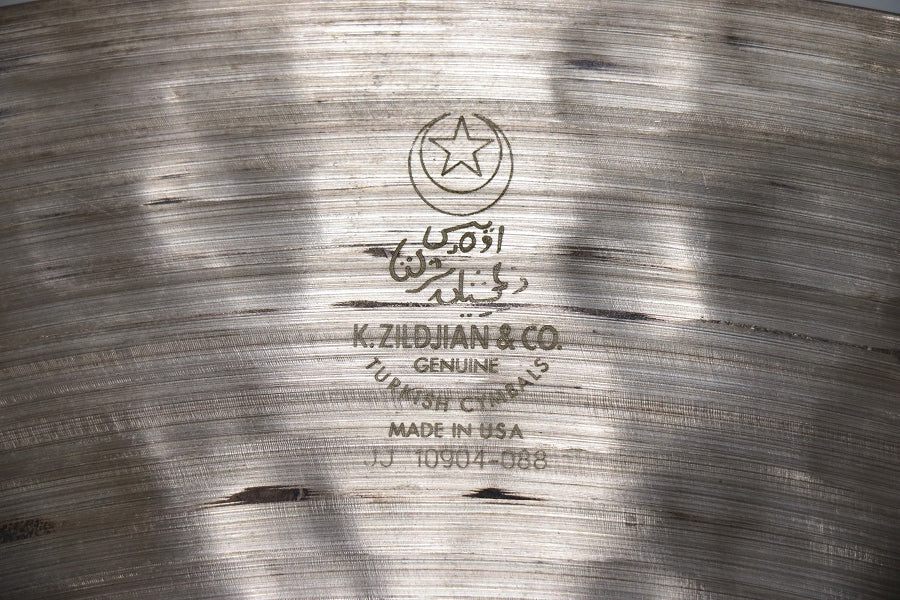 K. ZILDJIAN & CO.
GENUINE
TURKISH CYMBALS
MADE IN USA
JJ 10904-088